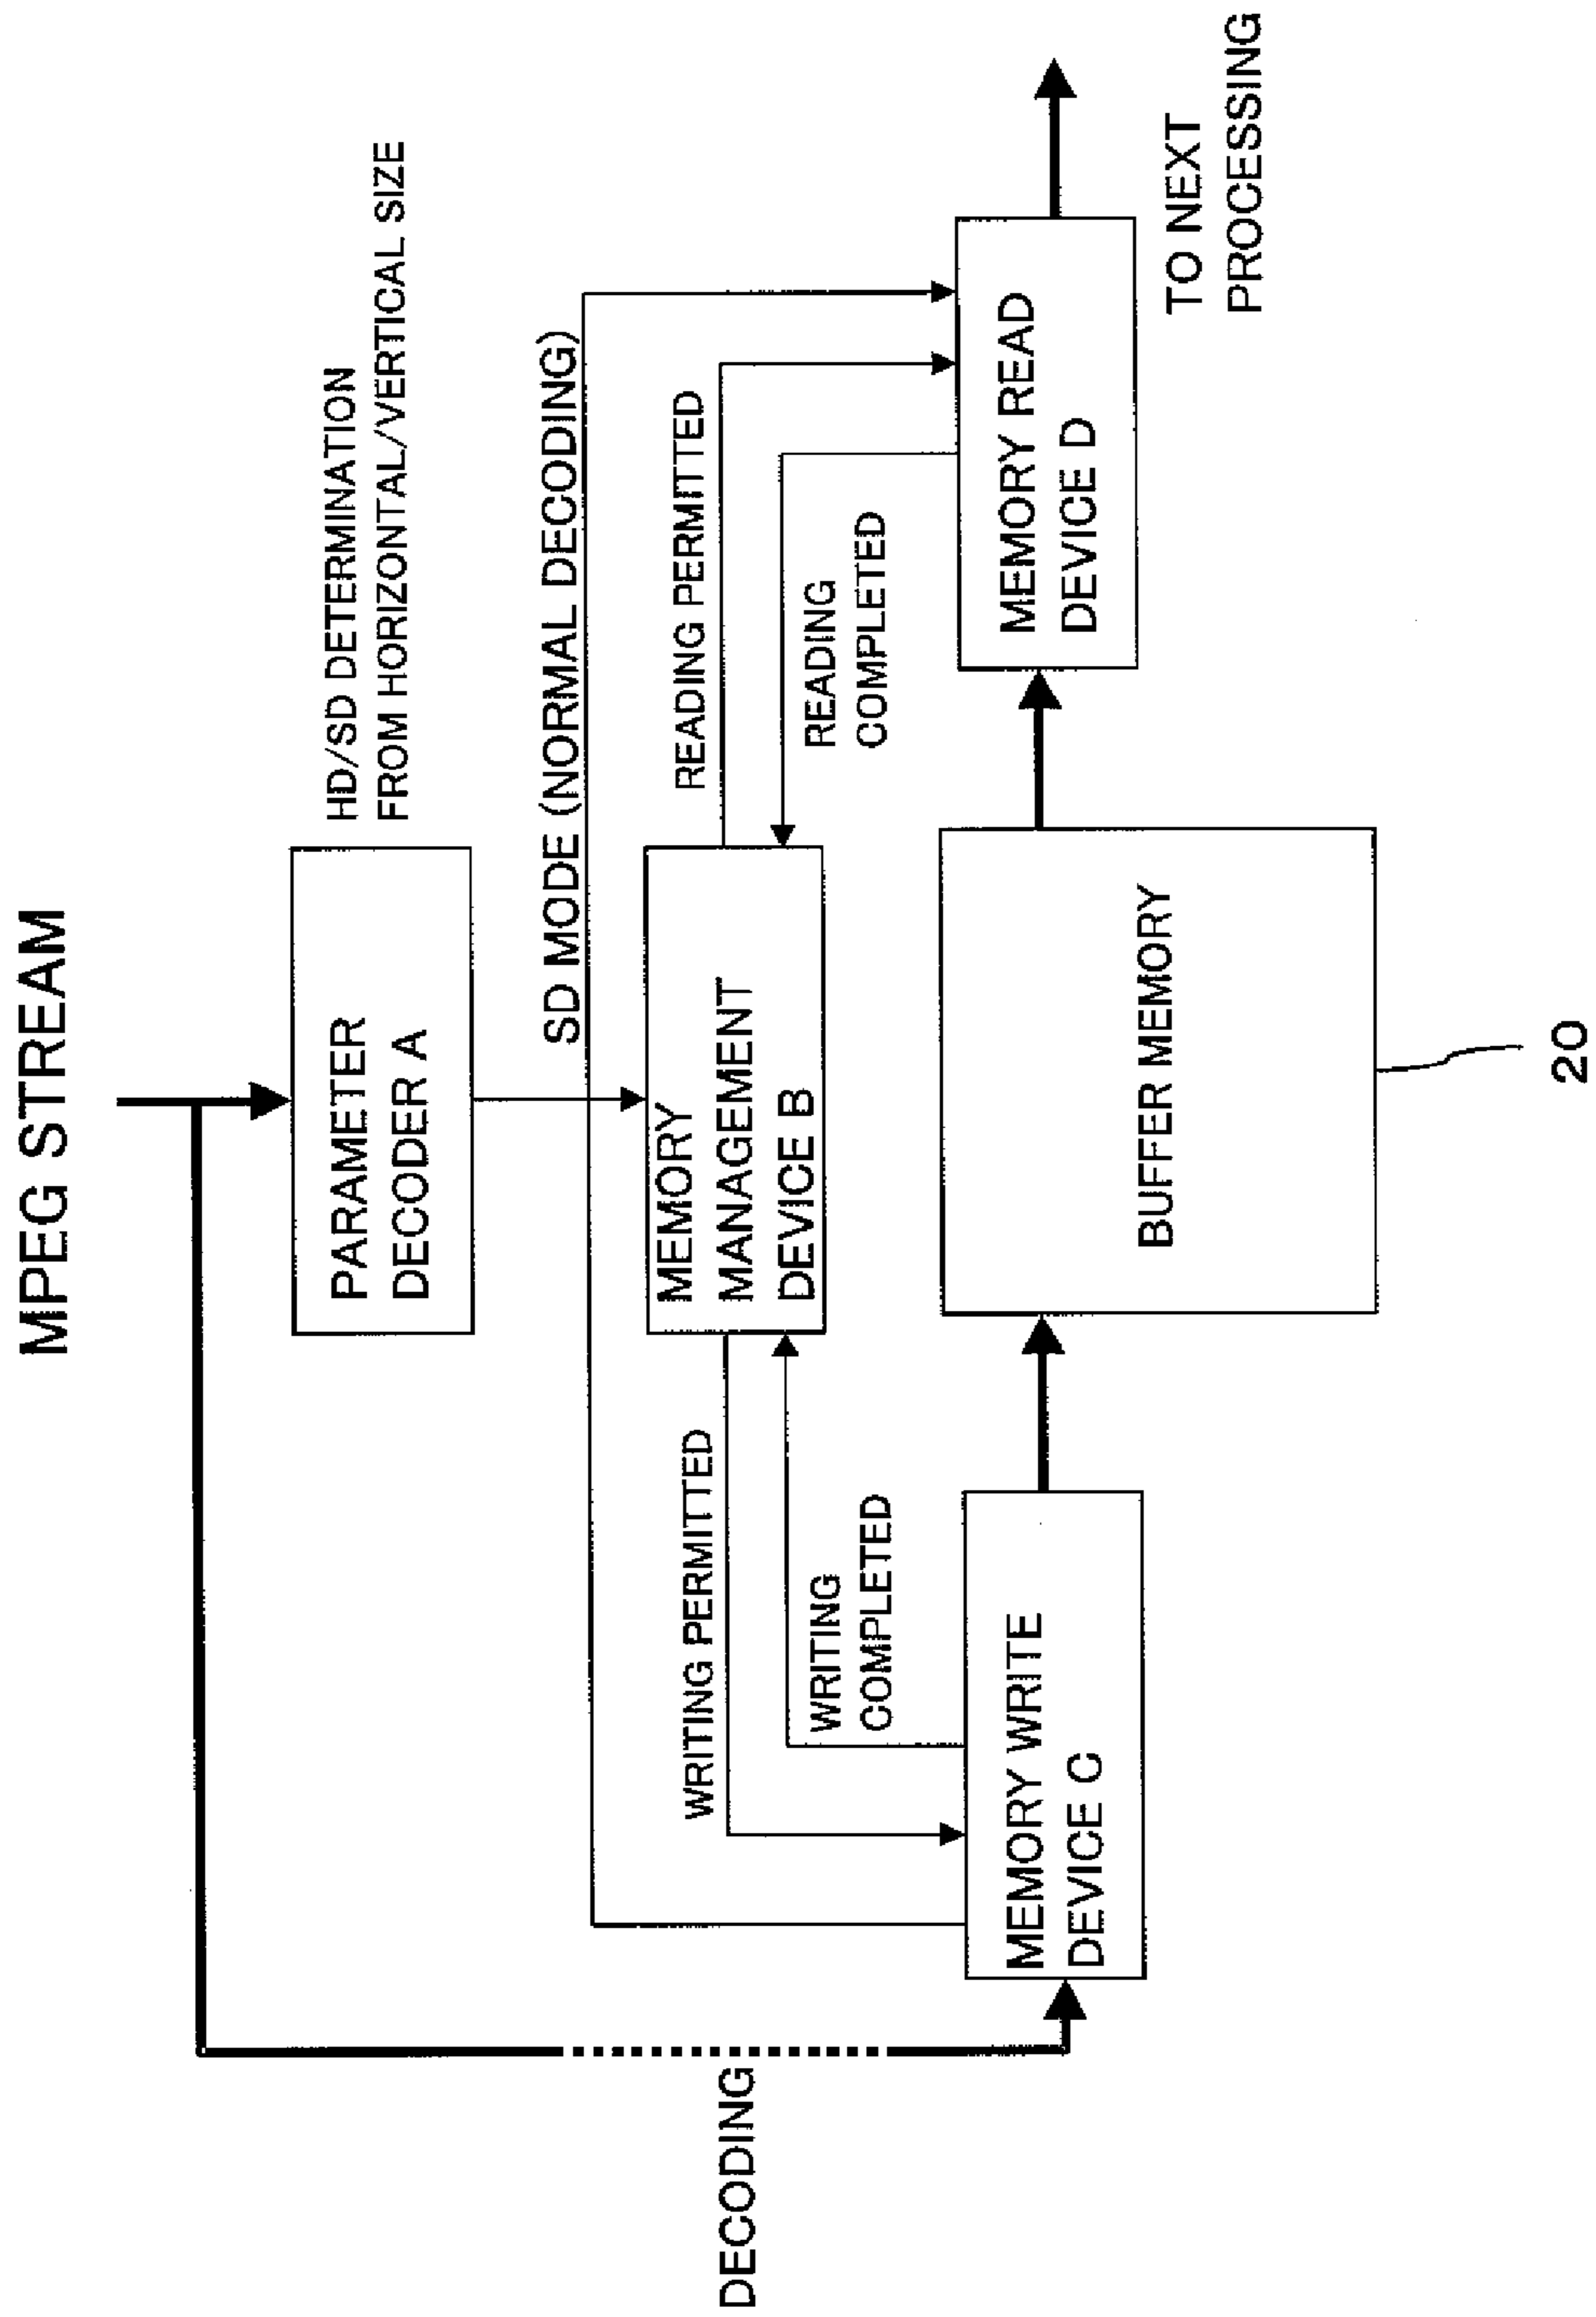 MPEG STREAM
PARAMETER
DECODER A
HD/SD DETERMINATION
FROM HORIZONTAL/VERTICAL SIZE
SD MODE (NORMAL DECODING)
DECODING
WRITING PERMITTED
WRITING
COMPLETED
MEMORY
MANAGEMENT
DEVICE B
READING PERMITTED
READING
COMPLETED
MEMORY WRITE
DEVICE C
BUFFER MEMORY
MEMORY READ
DEVICE D
TO NEXT
PROCESSING
20